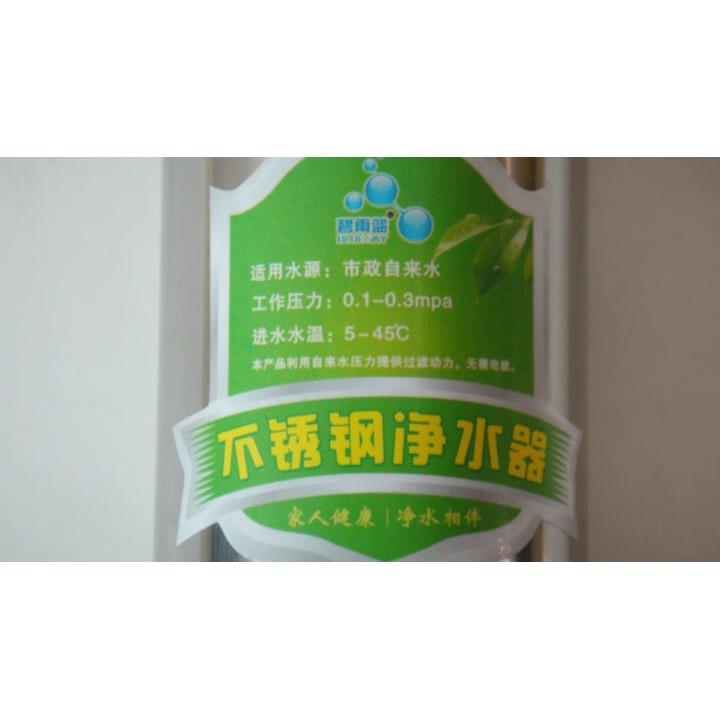 碧雨蓝
适用水源：市政自来水
工作压力：0.1-0.3mpa
进水水温：5-45℃
本产品利用自来水压力提供过滤动力，无需电能。
不锈钢净水器
家人健康|净水相伴